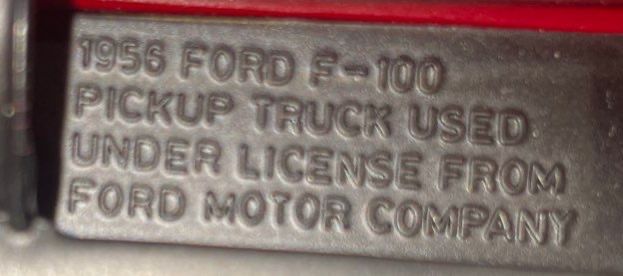 1956 FORD F-100
PICKUP TRUCK USED
UNDER LICENSE FROM
FORD MOTOR COMPANY